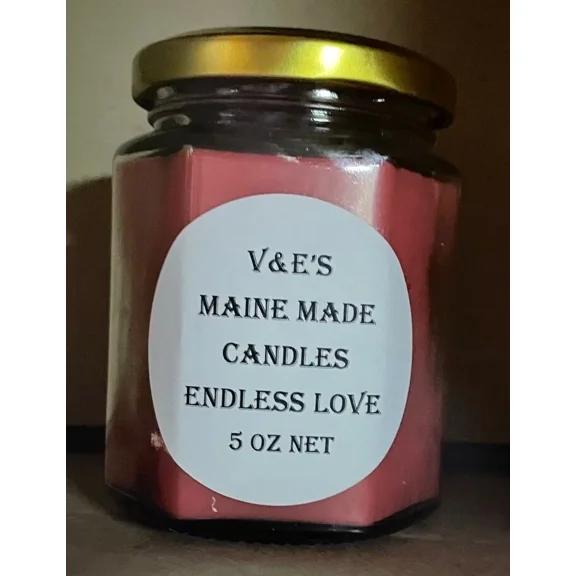 V&E'S
MAINE MADE
CANDLES
ENDLESS LOVE
5 OZ NET